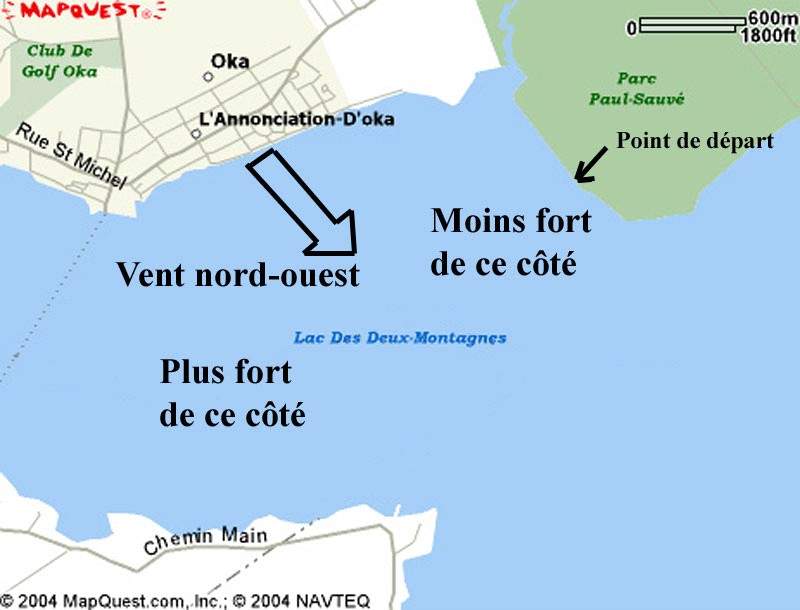 MAPQUEST®
0 600m
1800ft
Club De
Golf Oka
Oka
Parc
Paul-Sauvé
L'Annonciation-D'oka
Rue St Michel
Point de départ
Moins fort
de ce côté
Vent nord-ouest
Lac Des Deux-Montagnes
Plus fort
de ce côté
Chemin Main
© 2004 MapQuest.com, Inc.; © 2004 NAVTEQ